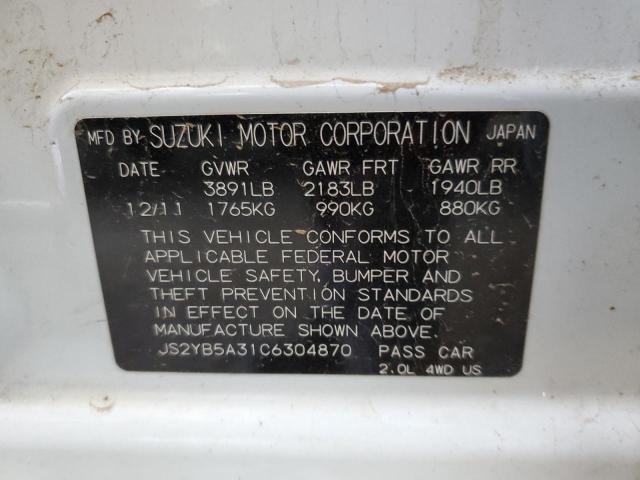 MFD BY SUZUKI MOTOR CORPORATION JAPAN
DATE GVWR GAWR FRT GAWR RR
3891LB 2183LB 1940LB
12/11 1765KG 990KG 880KG
THIS VEHICLE CONFORMS TO ALL
APPLICABLE FEDERAL MOTOR
VEHICLE SAFETY, BUMPER AND
THEFT PREVENTION STANDARDS
IN EFFECT ON THE DATE OF
MANUFACTURE SHOWN ABOVE.
JS2YB5A31C6304870 PASS CAR
2.0L 4WD US